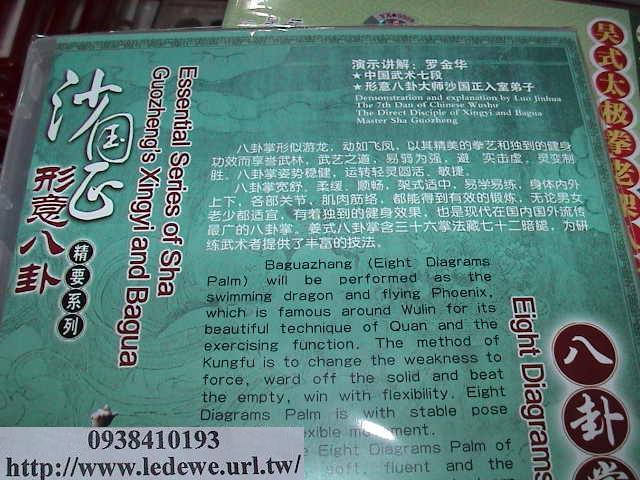 沙国正
形意八卦
精要系列
Essential Series of Sha
Guozheng's Xingyi and Bagua
演示讲解：罗金华
★中国武术七段
★形意八卦大师沙国正入室弟子
Demonstration and explanation by Luo Jinhua
The 7th Dan of Chinese Wushu
The Direct Disciple of Xingyi and Bagua
Master Sha Guozheng
八卦掌形似游龙，动如飞凤，以其精美的拳艺和独到的健身
功效而享誉武林，武艺之道，易弱为强，避 实击虚，灵变制
胜。八卦掌姿势稳健，运转轻灵圆活、敏捷。
八卦掌宽舒，柔缓、顺畅，架式适中，易学易练，身体内外
上下，各部关节，肌肉筋络，都能得到有效的锻炼，无论男女
老少都适宜，有着独到的健身效果，也是现代在国内国外流传
最广的八卦掌。姜式八卦掌含三十六掌法藏七十二暗腿，为研
练武术者提供了丰富的技法。
Baguazhang (Eight Diagrams
Palm) will be performed as the
swimming dragon and flying Phoenix,
which is famous around Wulin for its
beautiful technique of Quan and the
exercising function. The method of
Kungfu is to change the weakness to
force, ward off the solid and beat
the empty, win with flexibility. Eight
Diagrams Palm is with stable pose
flexible movement.
Eight Diagrams Palm of
soft, fluent and the
八卦掌
Eight Diagrams
吴式太极拳老架
0938410193
http://www.ledewe.url.tw/